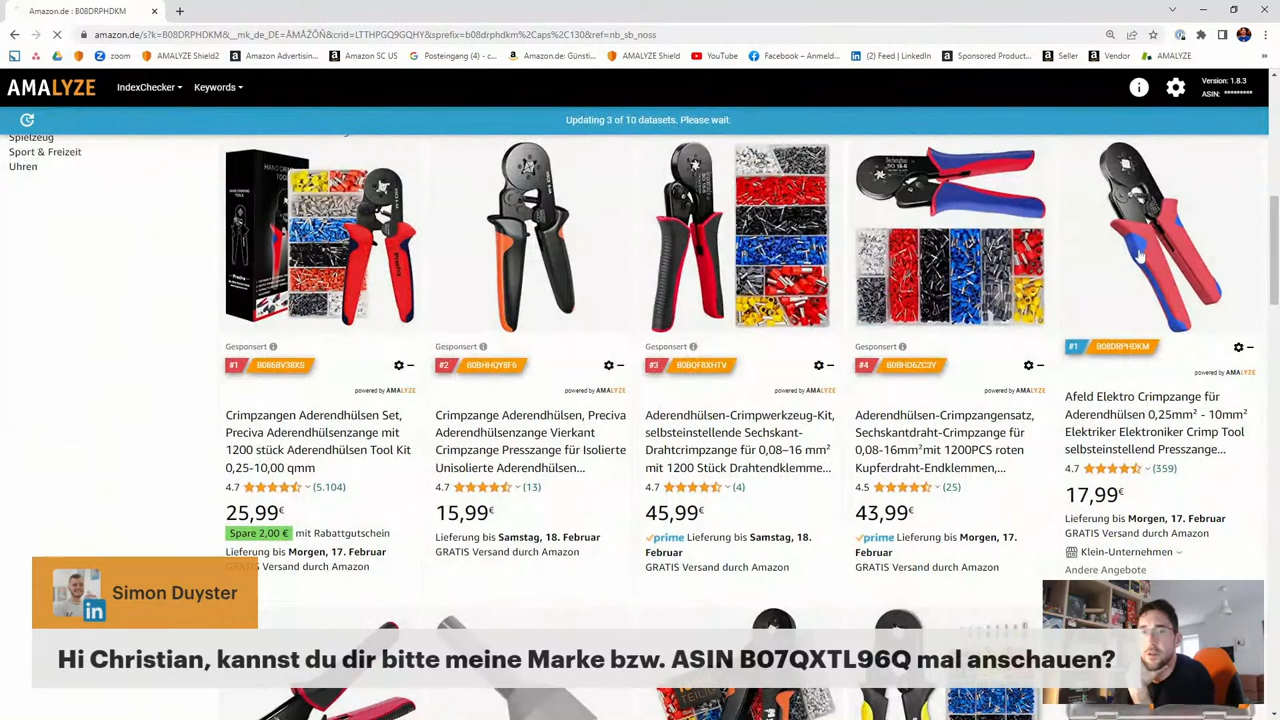 Amazon.de : B08DRPHDKM
amazon.de/s?k=B08DRPHDKM&__mk_de_DE=ÅMÅŽÕÑ&crid=LTTHPGQ9GQHY&sprefix=b08drphdkm%2Caps%2C130&ref=nb_sb_noss
zoom
AMALYZE Shield2
Amazon Advertisin...
Amazon SC US
Posteingang (4) - c...
Amazon.de: Günsti...
AMALYZE Shield
YouTube
Facebook – Anmeld...
(2) Feed | LinkedIn
Sponsored Product...
Seller
Vendor
AMALYZE
AMALYZE
IndexChecker
Keywords
Version: 1.8.3
ASIN: *********
Updating 3 of 10 datasets. Please wait.
Spielzeug
Sport & Freizeit
Uhren
Gesponsert
#1 B086BV3BXS
powered by AMALYZE
Crimpzangen Aderendhülsen Set,
Preciva Aderendhülsenzange mit
1200 stück Aderendhülsen Tool Kit
0,25-10,00 qmm
4.7 (5.104)
25,99€
Spare 2,00 € mit Rabattgutschein
Lieferung bis Morgen, 17. Februar
GRATIS Versand durch Amazon
Gesponsert
#2 B0BHHQY8F6
powered by AMALYZE
Crimpzange Aderendhülsen, Preciva
Aderendhülsenzange Vierkant
Crimpzange Presszange für Isolierte
Unisolierte Aderendhülsen...
4.7 (13)
15,99€
Lieferung bis Samstag, 18. Februar
GRATIS Versand durch Amazon
Gesponsert
#3 B0BQF8XHTV
powered by AMALYZE
Aderendhülsen-Crimpwerkzeug-Kit,
selbsteinstellende Sechskant-
Drahtcrimpzange für 0,08–16 mm²
mit 1200 Stück Drahtendklemme...
4.7 (4)
45,99€
prime Lieferung bis Samstag, 18.
Februar
GRATIS Versand durch Amazon
Gesponsert
#4 B0BHD6ZC3Y
powered by AMALYZE
Aderendhülsen-Crimpzangensatz,
Sechskantdraht-Crimpzange für
0,08-16mm²mit 1200PCS roten
Kupferdraht-Endklemmen,...
4.5 (25)
43,99€
prime Lieferung bis Morgen, 17.
Februar
GRATIS Versand durch Amazon
#1 B08DRPHDKM
powered by AMALYZE
Afeld Elektro Crimpzange für
Aderendhülsen 0,25mm² - 10mm²
Elektriker Elektroniker Crimp Tool
selbsteinstellend Presszange...
4.7 (359)
17,99€
Lieferung bis Morgen, 17. Februar
GRATIS Versand durch Amazon
Klein-Unternehmen
Andere Angebote
Simon Duyster
in
Hi Christian, kannst du dir bitte meine Marke bzw. ASIN B07QXTL96Q mal anschauen?